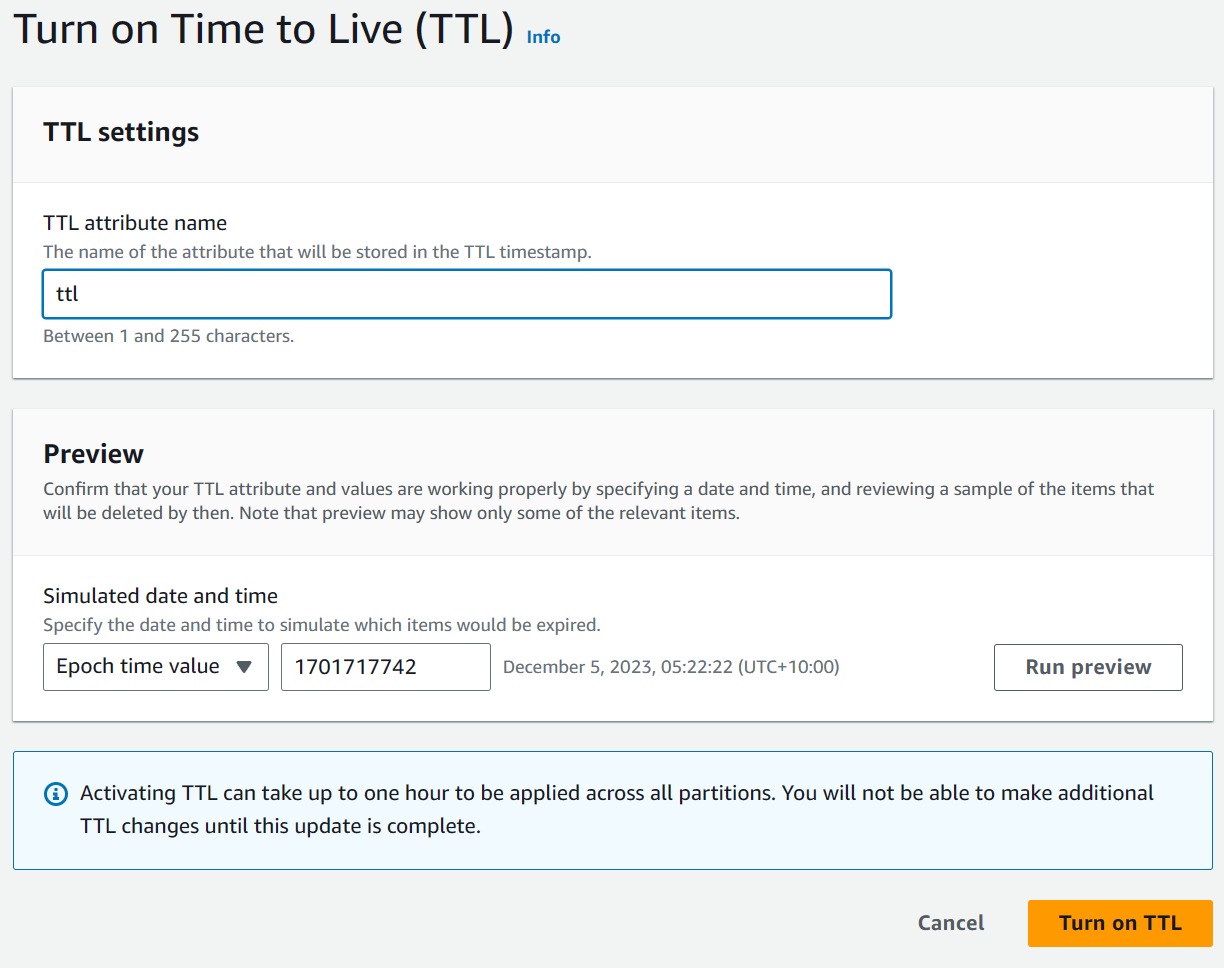 Turn on Time to Live (TTL) Info
TTL settings
TTL attribute name
The name of the attribute that will be stored in the TTL timestamp.
ttl
Between 1 and 255 characters.
Preview
Confirm that your TTL attribute and values are working properly by specifying a date and time, and reviewing a sample of the items that
will be deleted by then. Note that preview may show only some of the relevant items.
Simulated date and time
Specify the date and time to simulate which items would be expired.
Epoch time value 1701717742 December 5, 2023, 05:22:22 (UTC+10:00) Run preview
Activating TTL can take up to one hour to be applied across all partitions. You will not be able to make additional
TTL changes until this update is complete.
Cancel Turn on TTL